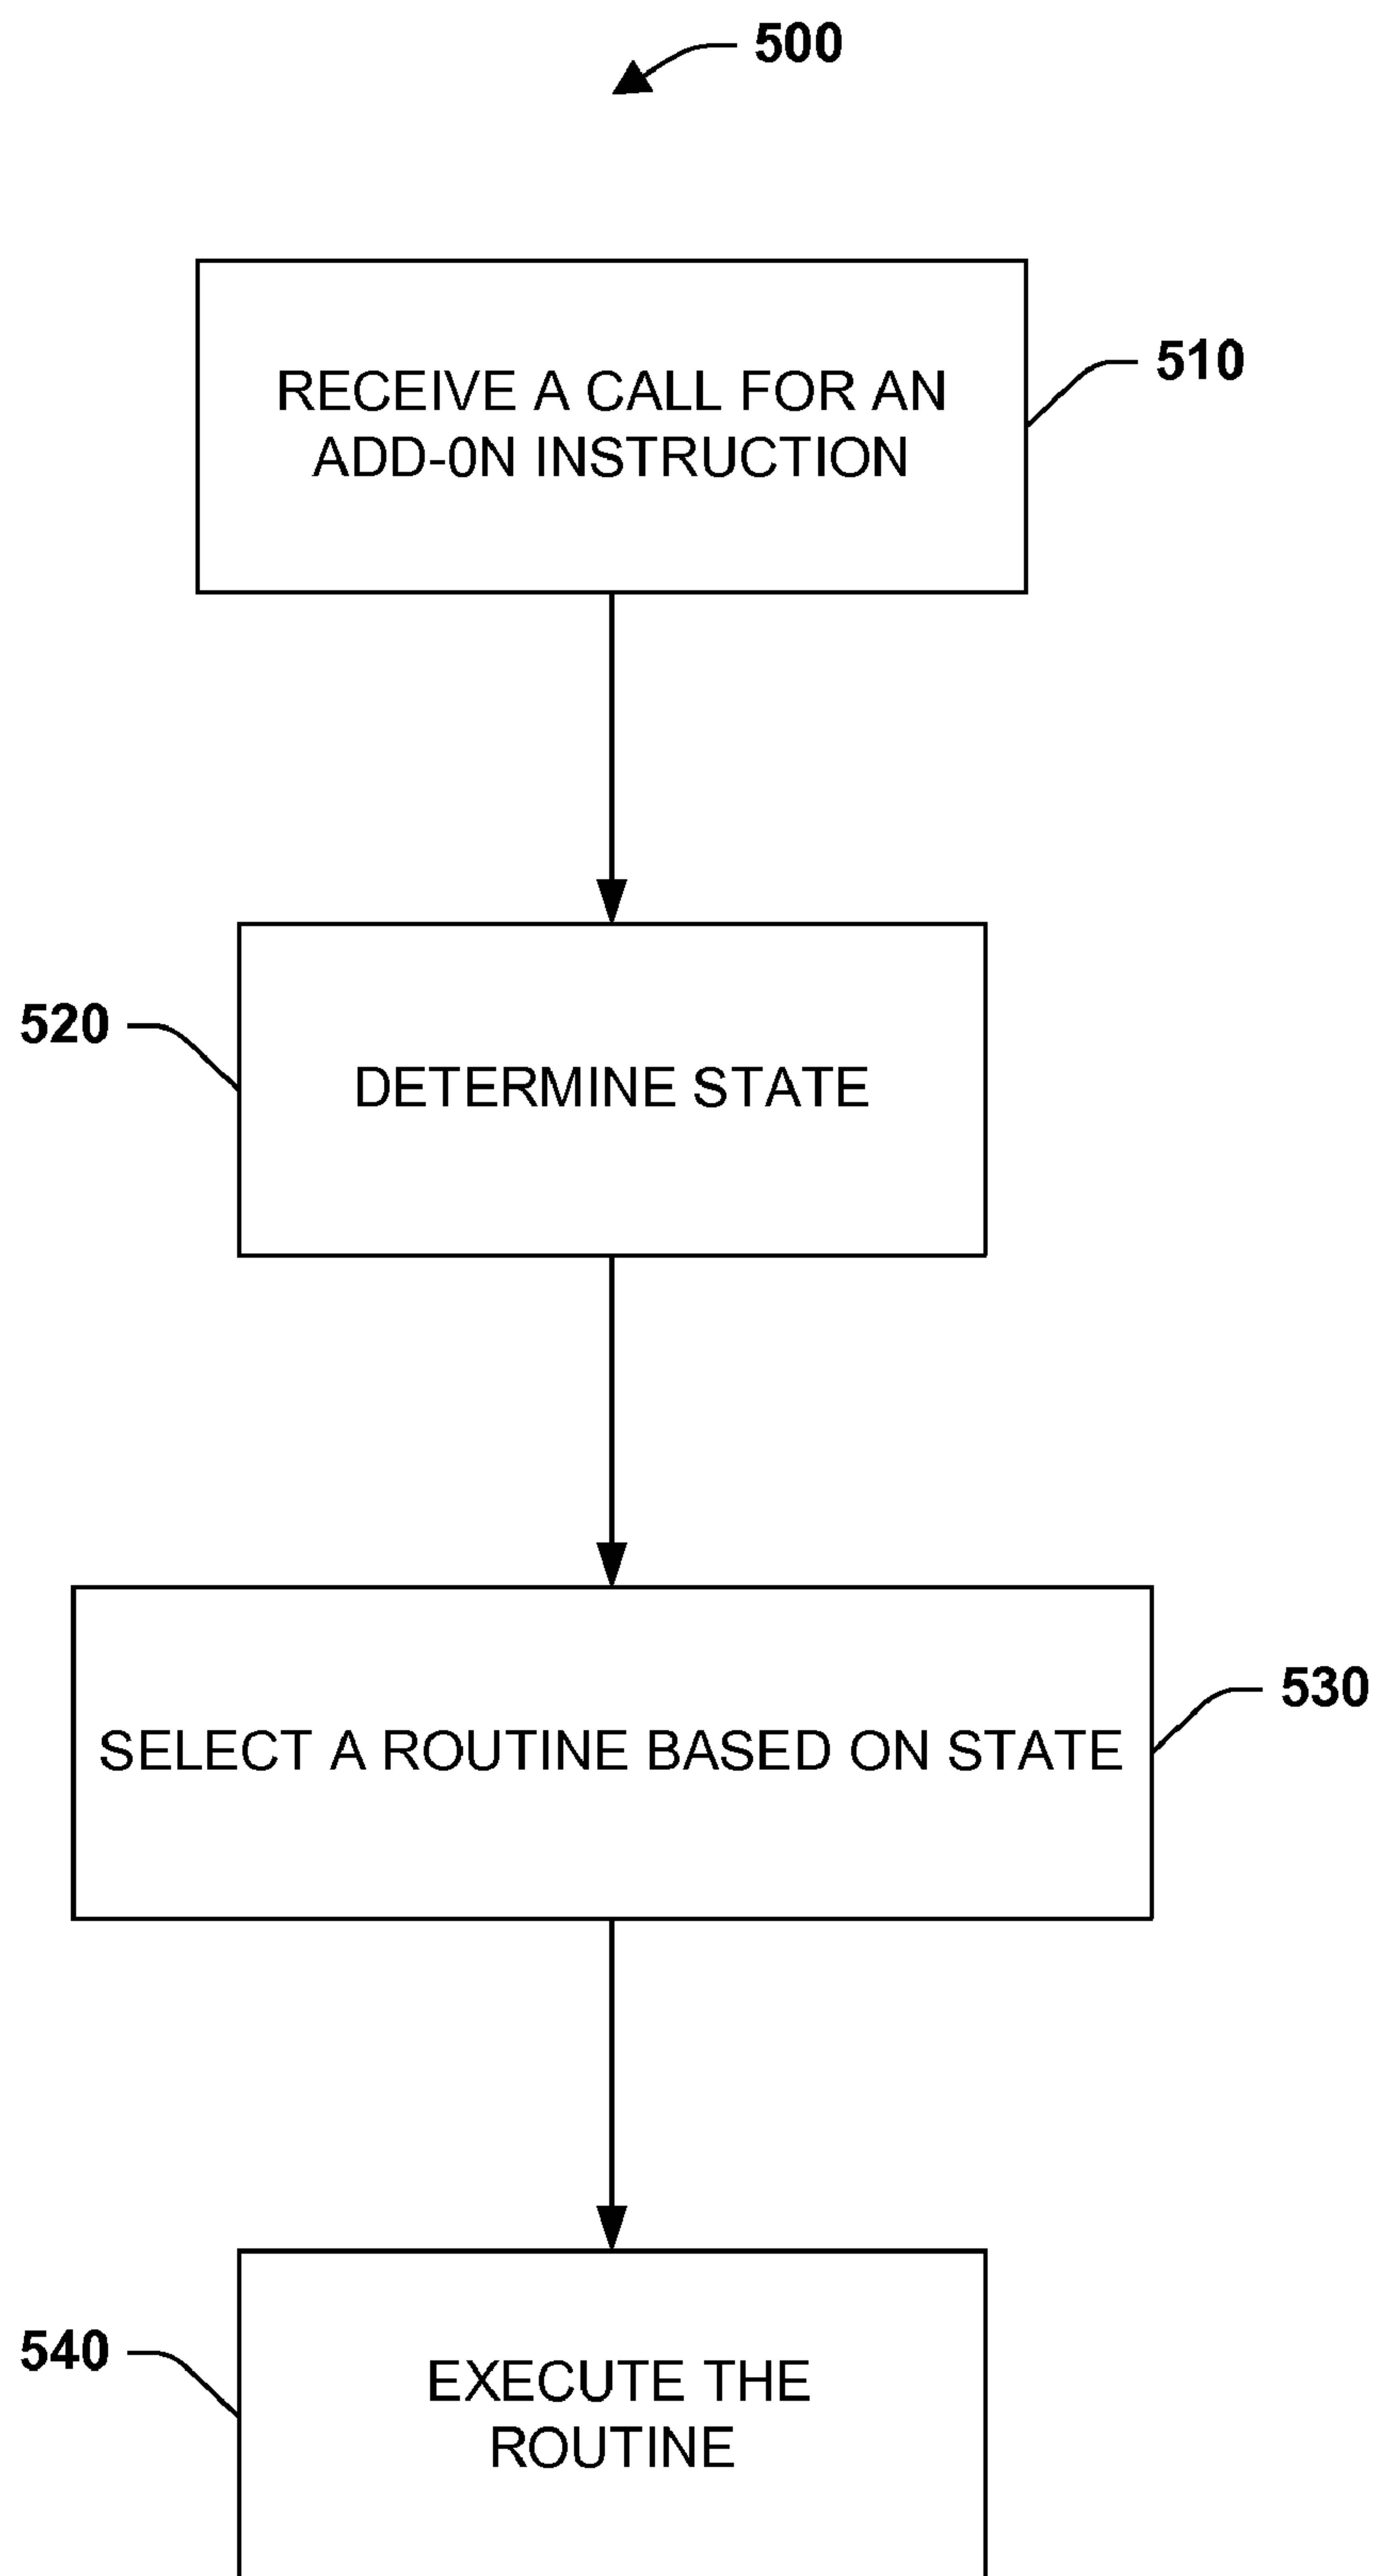 500
RECEIVE A CALL FOR AN
ADD-0N INSTRUCTION
510
520
DETERMINE STATE
530
SELECT A ROUTINE BASED ON STATE
540
EXECUTE THE
ROUTINE